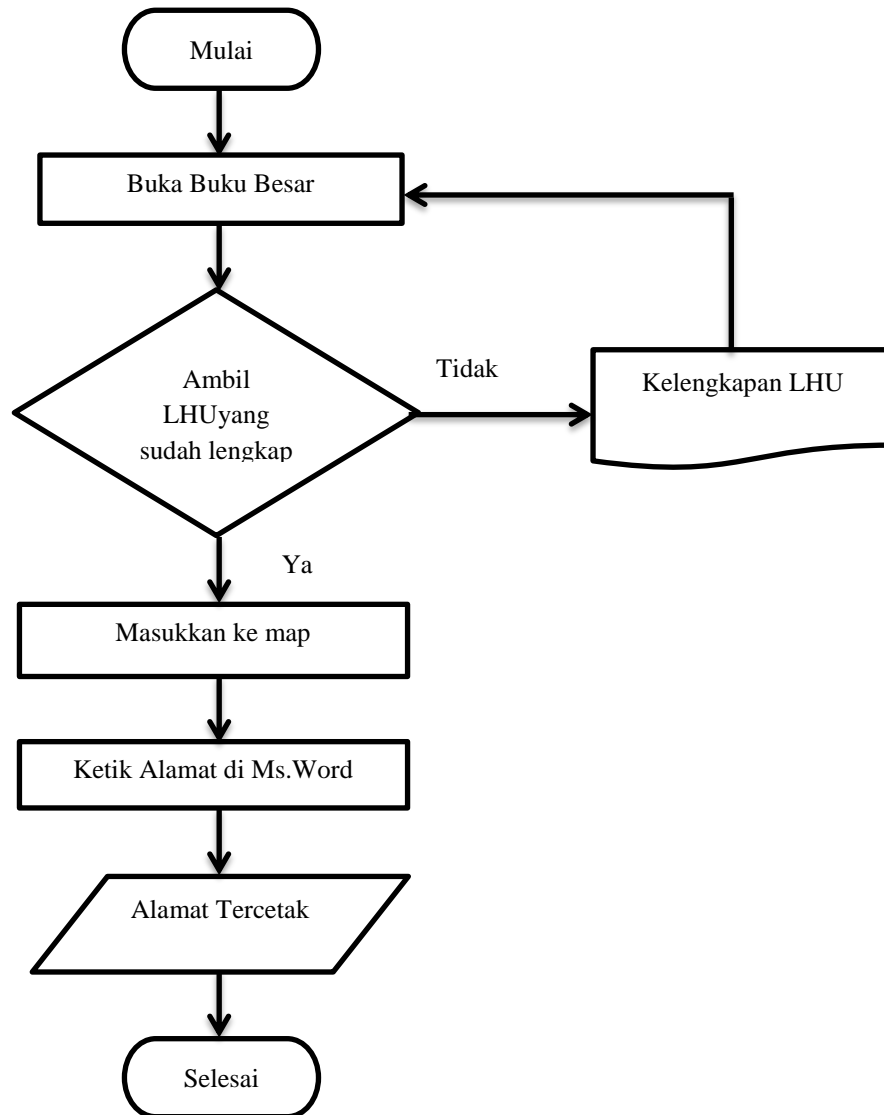 Mulai
Buka Buku Besar
Ambil
LHUyang
sudah lengkap
Tidak
Kelengkapan LHU
Ya
Masukkan ke map
Ketik Alamat di Ms.Word
Alamat Tercetak
Selesai